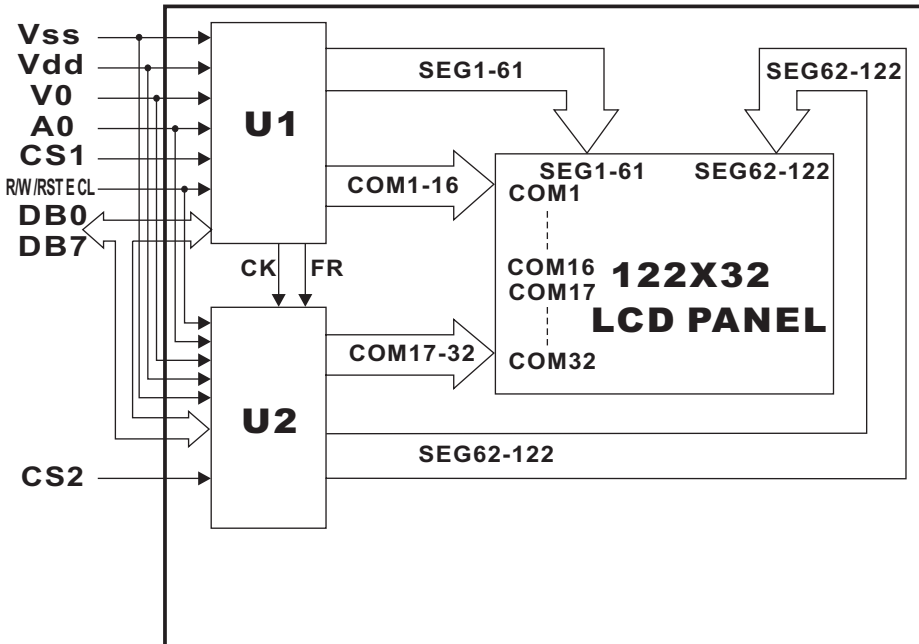 Vss
Vdd
V0
A0
CS1
R/W/RST E CL
DB0
DB7
CS2
U1
CK
FR
U2
SEG1-61
SEG62-122
COM1-16
COM17-32
SEG62-122
SEG1-61
SEG62-122
COM1
COM16
COM17
COM32
122X32
LCD PANEL